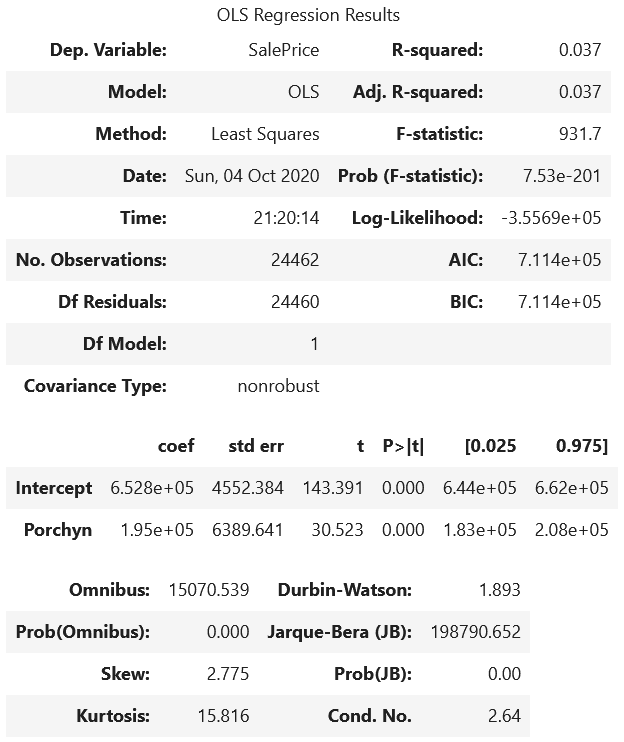 OLS Regression Results
Dep. Variable: SalePrice R-squared: 0.037
Model: OLS Adj. R-squared: 0.037
Method: Least Squares F-statistic: 931.7
Date: Sun, 04 Oct 2020 Prob (F-statistic): 7.53e-201
Time: 21:20:14 Log-Likelihood: -3.5569e+05
No. Observations: 24462 AIC: 7.114e+05
Df Residuals: 24460 BIC: 7.114e+05
Df Model: 1
Covariance Type: nonrobust
coef std err t P>|t| [0.025 0.975]
Intercept 6.528e+05 4552.384 143.391 0.000 6.44e+05 6.62e+05
Porchyn 1.95e+05 6389.641 30.523 0.000 1.83e+05 2.08e+05
Omnibus: 15070.539 Durbin-Watson: 1.893
Prob(Omnibus): 0.000 Jarque-Bera (JB): 198790.652
Skew: 2.775 Prob(JB): 0.00
Kurtosis: 15.816 Cond. No. 2.64